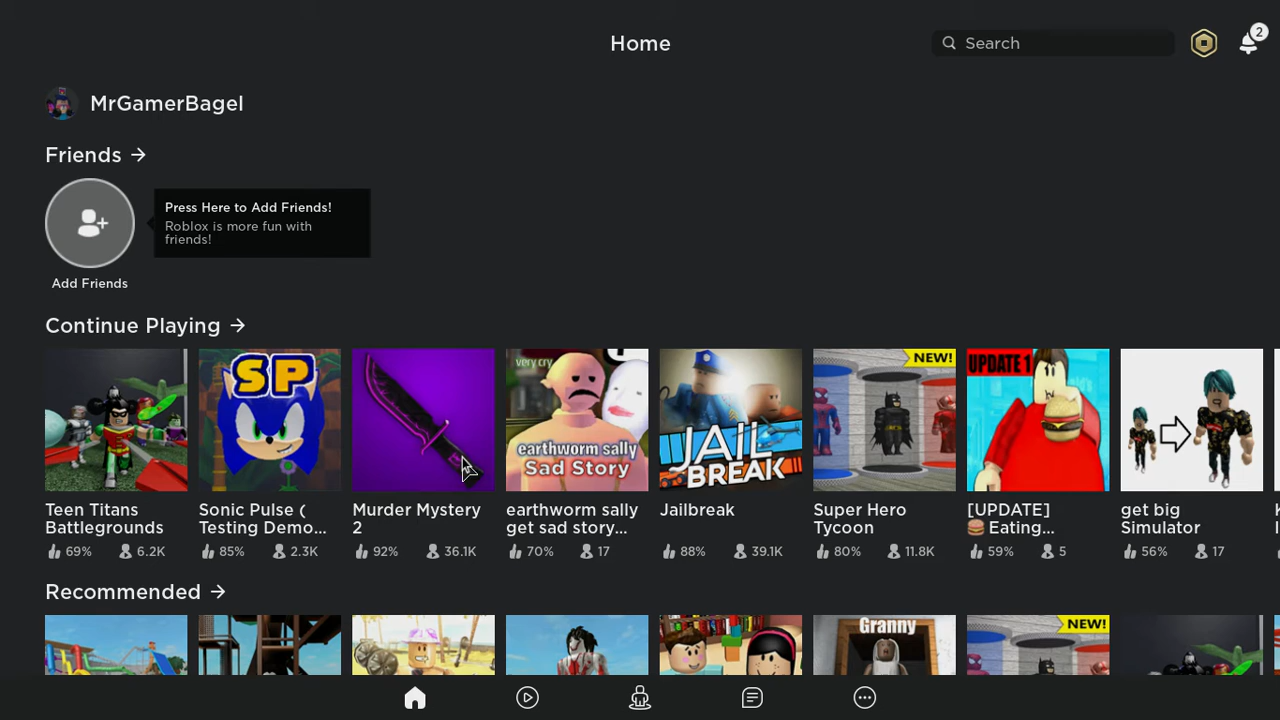 Home
Search
2
MrGamerBagel
Friends →
Press Here to Add Friends!
Roblox is more fun with
friends!
Add Friends
Continue Playing →
SP
very cry
earthworm sally
Sad Story
JAIL
BREAK
NEW!
UPDATE 1
Teen Titans
Battlegrounds
69% 6.2K
Sonic Pulse (
Testing Demo...
85% 2.3K
Murder Mystery
2
92% 36.1K
earthworm sally
get sad story...
70% 17
Jailbreak
88% 39.1K
Super Hero
Tycoon
80% 11.8K
[UPDATE]
🍔 Eating...
59% 5
get big
Simulator
56% 17
Recommended →
Granny
NEW!